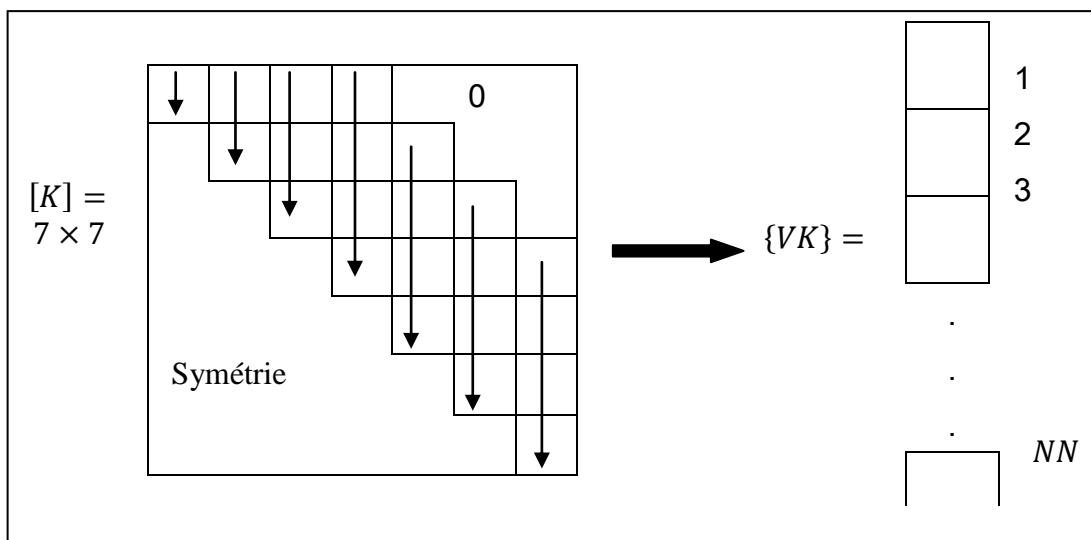 0
[K] =
7 × 7
Symétrie
{VK} =
1
2
3
.
.
.
NN